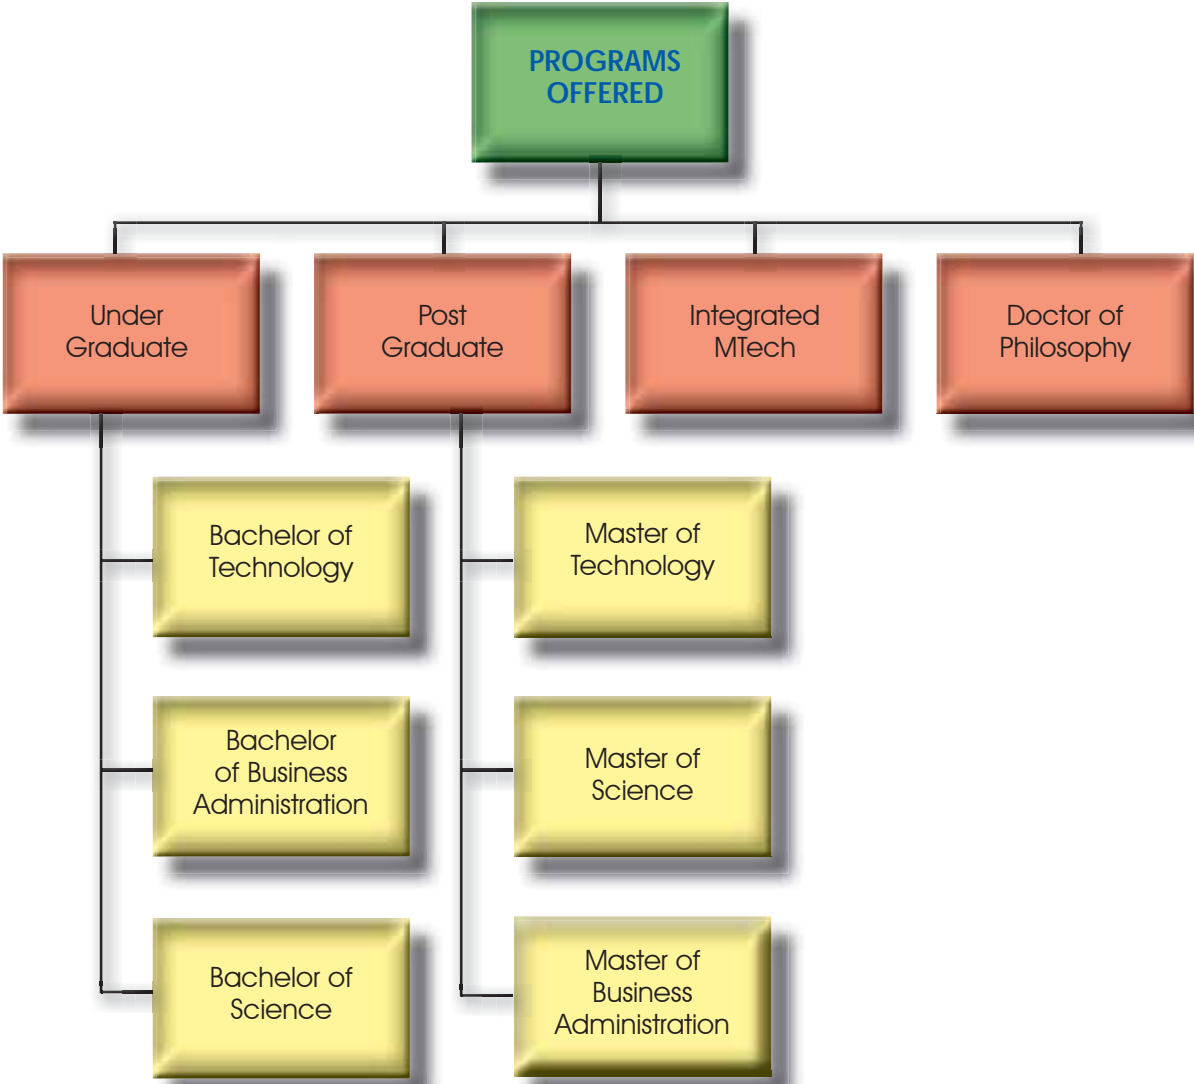 PROGRAMS
OFFERED
Under
Graduate
Post
Graduate
Integrated
MTech
Doctor of
Philosophy
Bachelor of
Technology
Master of
Technology
Bachelor
of Business
Administration
Master of
Science
Bachelor of
Science
Master of
Business
Administration